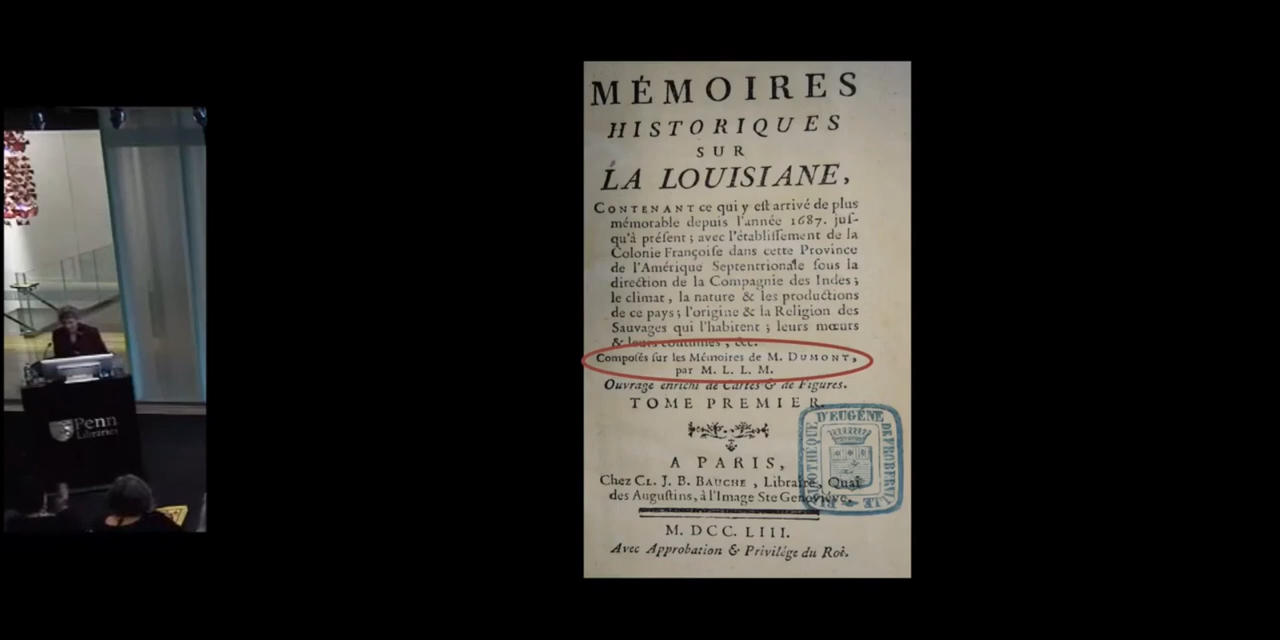 Penn
Libraries
MÉMOIRES
HISTORIQUES
SUR
LA LOUISIANE,
CONTENANT ce qui y est arrivé de plus
mémorable depuis l'année 1687. jus-
qu'à présent ; avec l'établissement de la
Colonie Françoise dans cette Province
de l'Amérique Septentrionale sous la
direction de la Compagnie des Indes ;
le climat, la nature & les productions
de ce pays ; l'origine & la Religion des
Sauvages qui l'habitent ; leurs mœurs
& leurs coutumes, &c.
Composés sur les Mémoires de M. DUMONT,
par M. L. L. M.
Ouvrage enrichi de Cartes & de Figures.
TOME PREMIER.
A PARIS,
Chez CL. J. B. BAUCHE, Libraire, Quai
des Augustins, à l'Image Ste Geneviéve.
M. DCC. LIII.
Avec Approbation & Privilége du Roi.
BIBLIOTHEQUE D'EUGÈNE DE FROBERVILLE